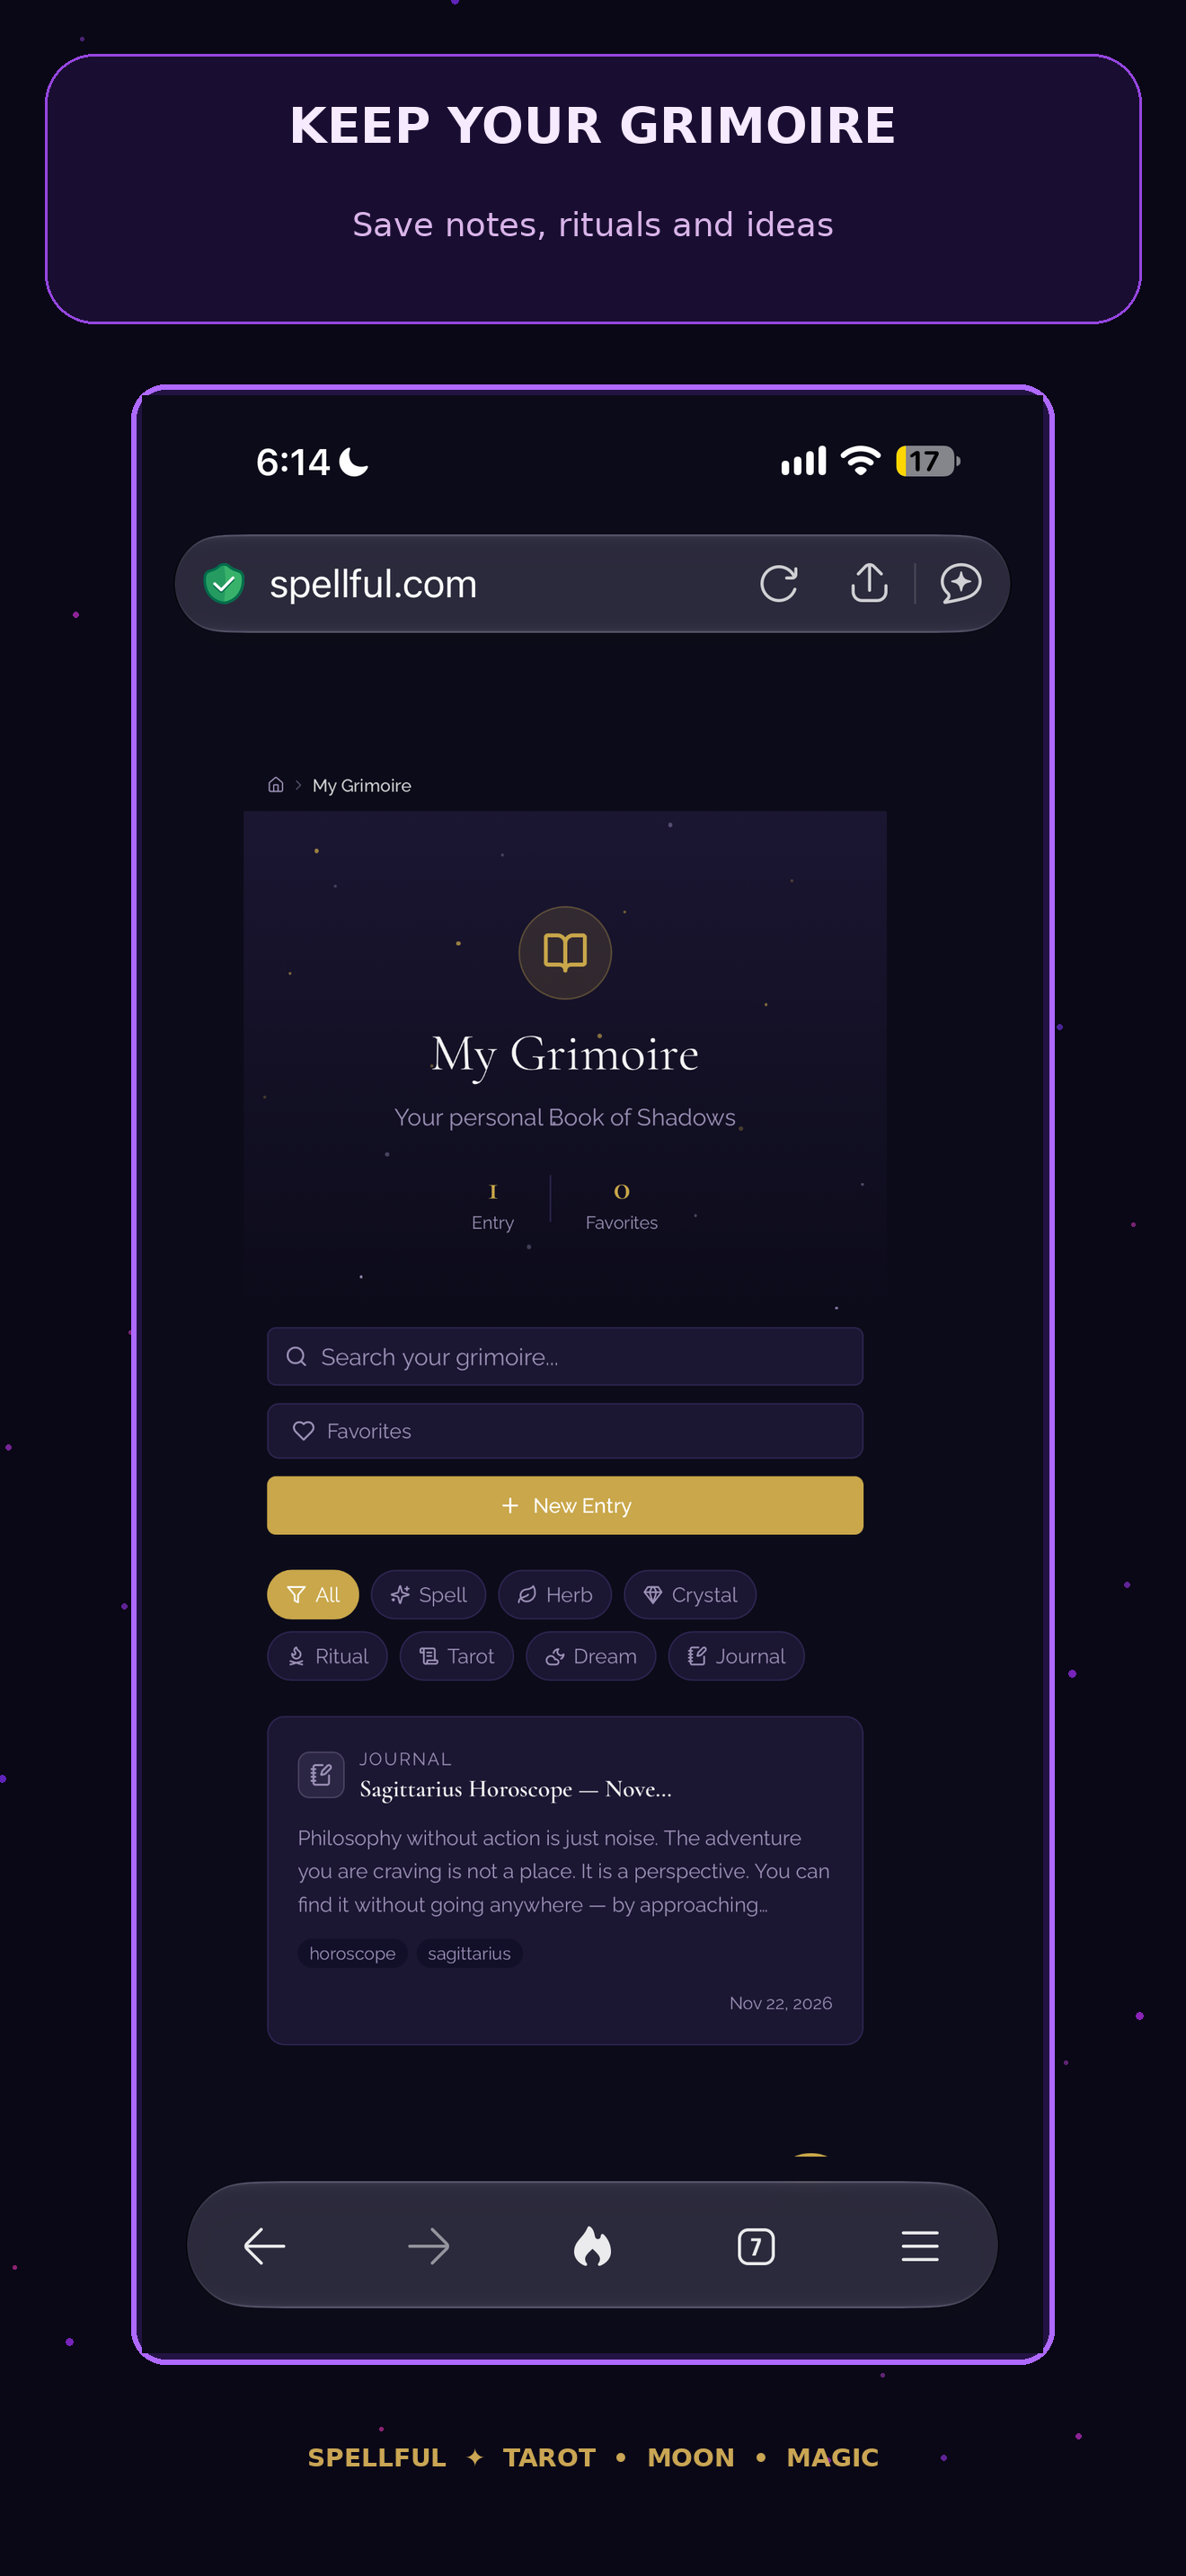 KEEP YOUR GRIMOIRE
Save notes, rituals and ideas
6:14
17
spellful.com
My Grimoire
My Grimoire
Your personal Book of Shadows
1 0
Entry Favorites
Search your grimoire...
Favorites
+ New Entry
All Spell Herb Crystal
Ritual Tarot Dream Journal
JOURNAL
Sagittarius Horoscope — Nove...
Philosophy without action is just noise. The adventure
you are craving is not a place. It is a perspective. You can
find it without going anywhere — by approaching...
horoscope sagittarius
Nov 22, 2026
7
SPELLFUL ✦ TAROT • MOON • MAGIC